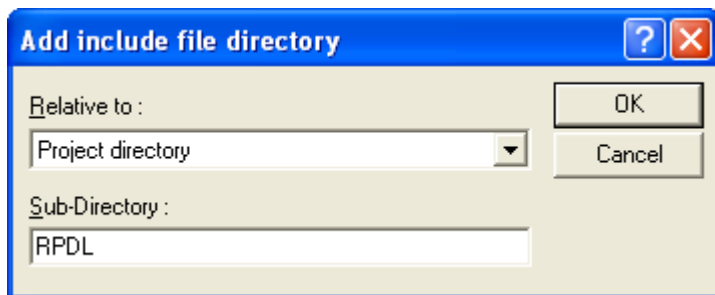 Add include file directory
Relative to :
OK
Project directory
Cancel
Sub-Directory :
RPDL